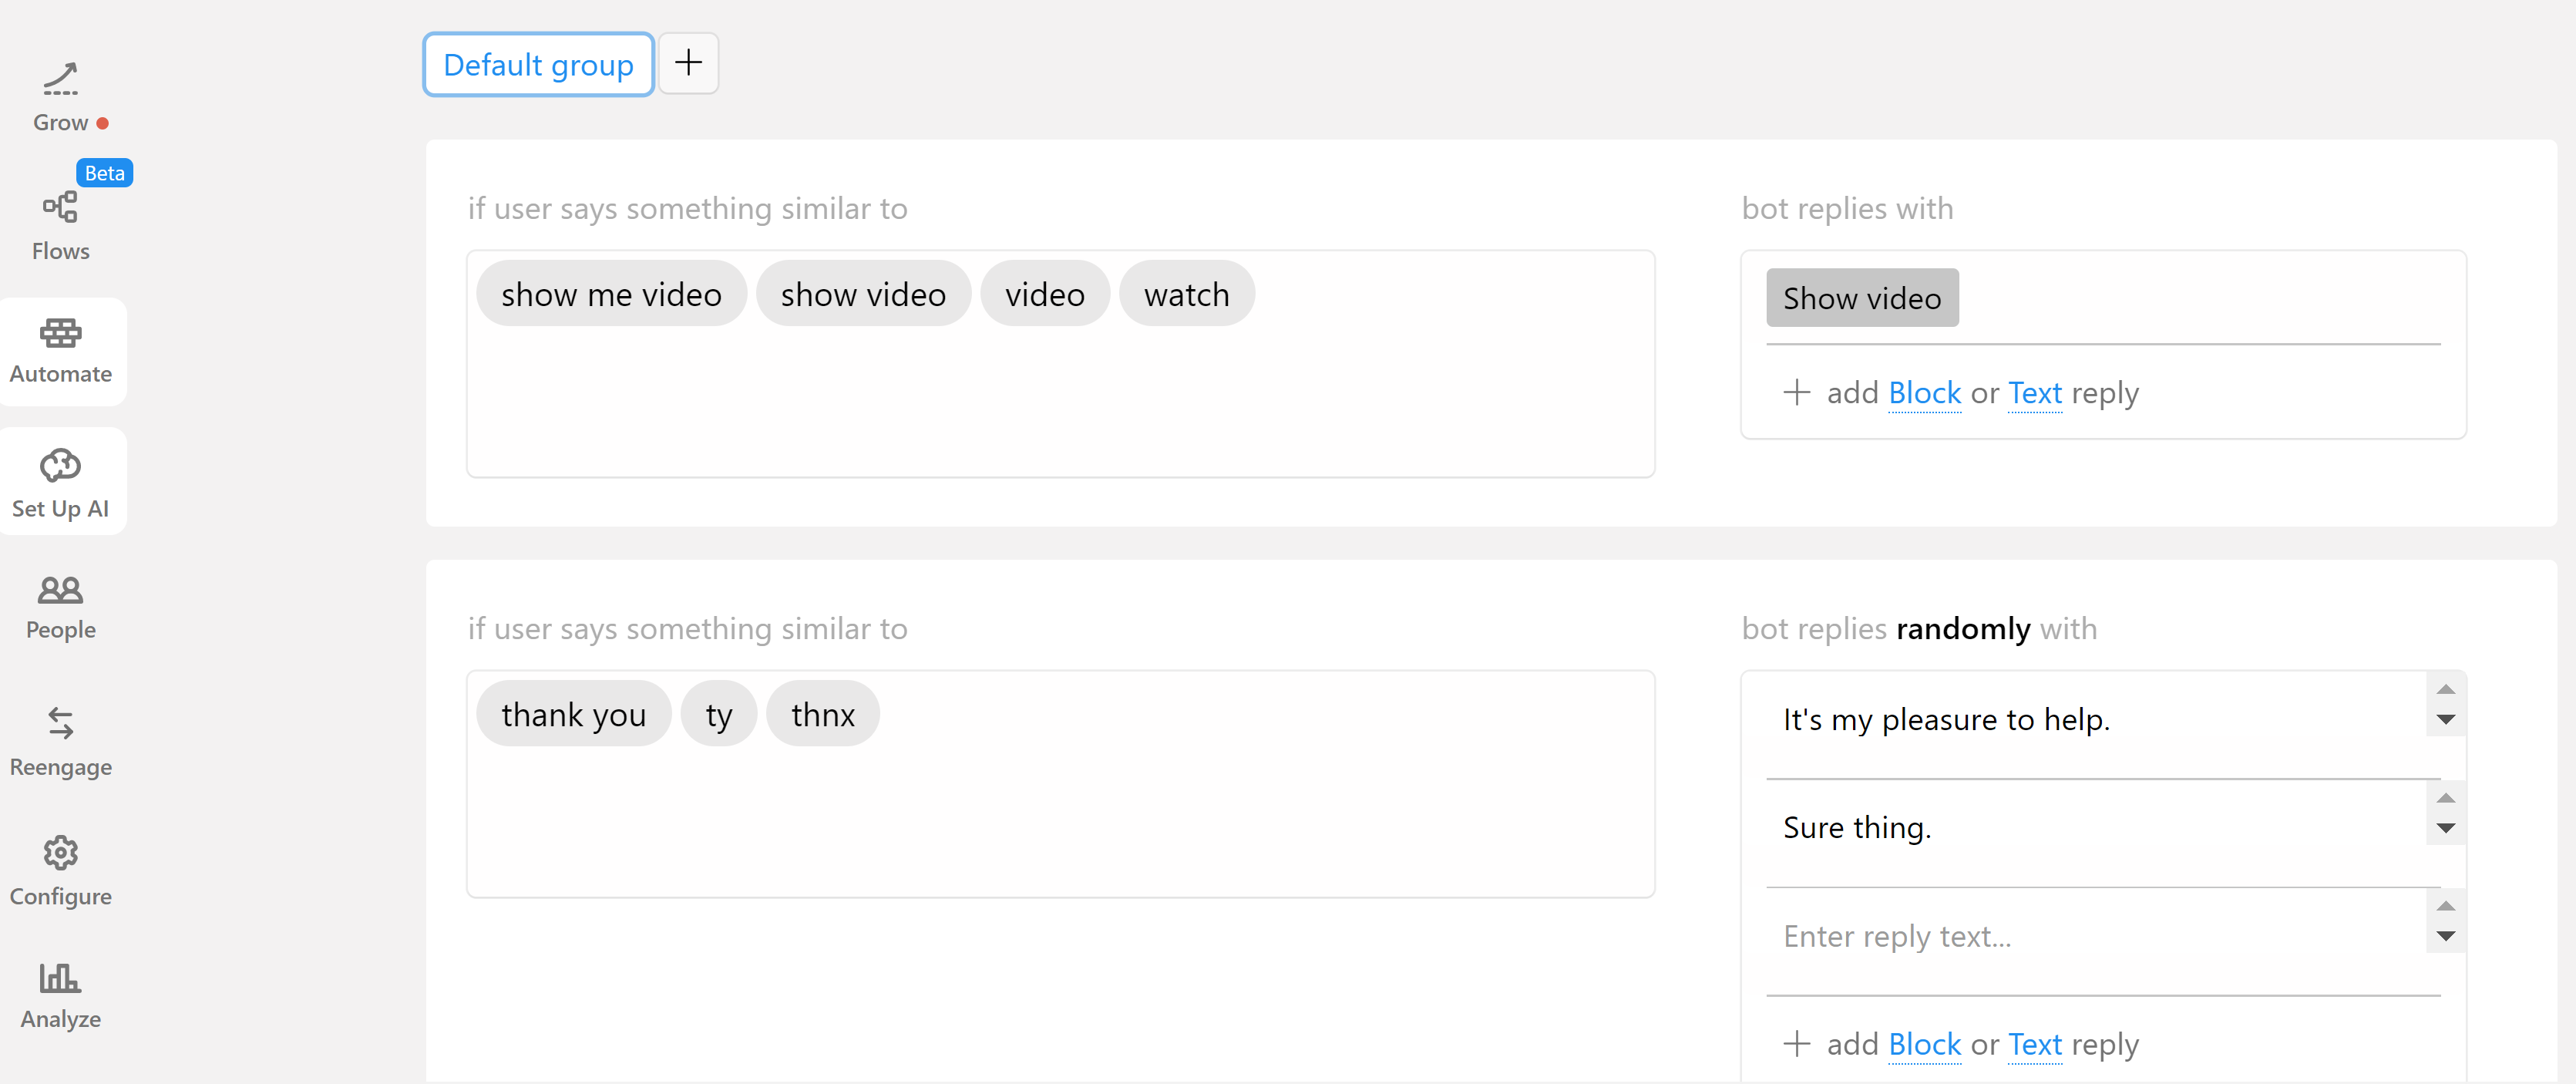 Grow
Beta
Flows
Automate
Set Up AI
People
Reengage
Configure
Analyze
Default group +
if user says something similar to
show me video show video video watch
bot replies with
Show video
+ add Block or Text reply
if user says something similar to
thank you ty thnx
bot replies randomly with
It's my pleasure to help.
Sure thing.
Enter reply text...
+ add Block or Text reply